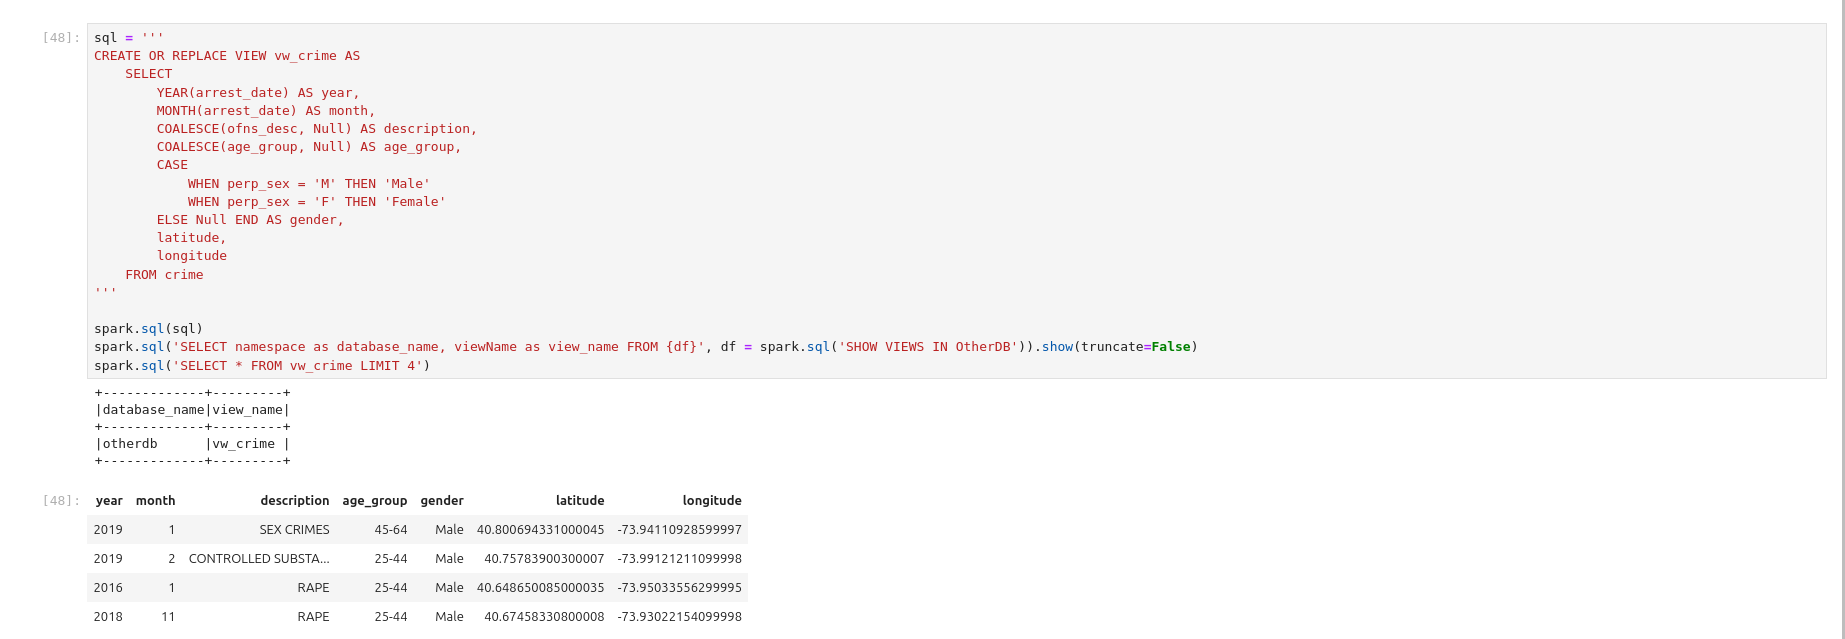 [48]: sql = '''
CREATE OR REPLACE VIEW vw_crime AS
    SELECT
        YEAR(arrest_date) AS year,
        MONTH(arrest_date) AS month,
        COALESCE(ofns_desc, Null) AS description,
        COALESCE(age_group, Null) AS age_group,
        CASE
            WHEN perp_sex = 'M' THEN 'Male'
            WHEN perp_sex = 'F' THEN 'Female'
        ELSE Null END AS gender,
        latitude,
        longitude
    FROM crime
'''
spark.sql(sql)
spark.sql('SELECT namespace as database_name, viewName as view_name FROM {df}', df = spark.sql('SHOW VIEWS IN OtherDB')).show(truncate=False)
spark.sql('SELECT * FROM vw_crime LIMIT 4')
+-------------+---------+
|database_name|view_name|
+-------------+---------+
|otherdb      |vw_crime |
+-------------+---------+
[48]: year month description age_group gender latitude longitude
2019 1 SEX CRIMES 45-64 Male 40.800694331000045 -73.94110928599997
2019 2 CONTROLLED SUBSTA... 25-44 Male 40.75783900300007 -73.99121211099998
2016 1 RAPE 25-44 Male 40.648650085000035 -73.95033556299995
2018 11 RAPE 25-44 Male 40.67458330800008 -73.93022154099998